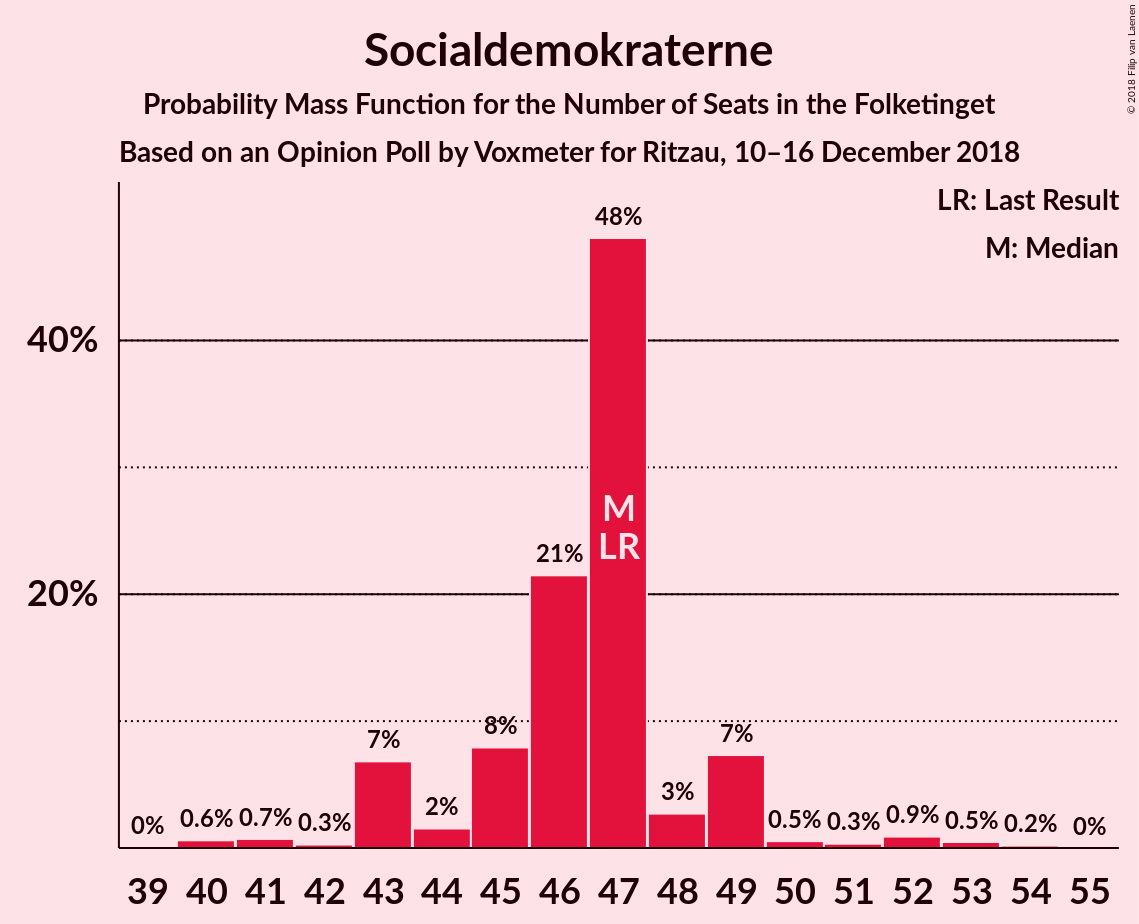 Socialdemokraterne
Probability Mass Function for the Number of Seats in the Folketinget
Based on an Opinion Poll by Voxmeter for Ritzau, 10–16 December 2018
© 2018 Filip van Laenen
LR: Last Result
M: Median
40%
20%
0% 0.6% 0.7% 0.3% 7% 2% 8% 21% 48% 3% 7% 0.5% 0.3% 0.9% 0.5% 0.2% 0%
M
LR
39 40 41 42 43 44 45 46 47 48 49 50 51 52 53 54 55